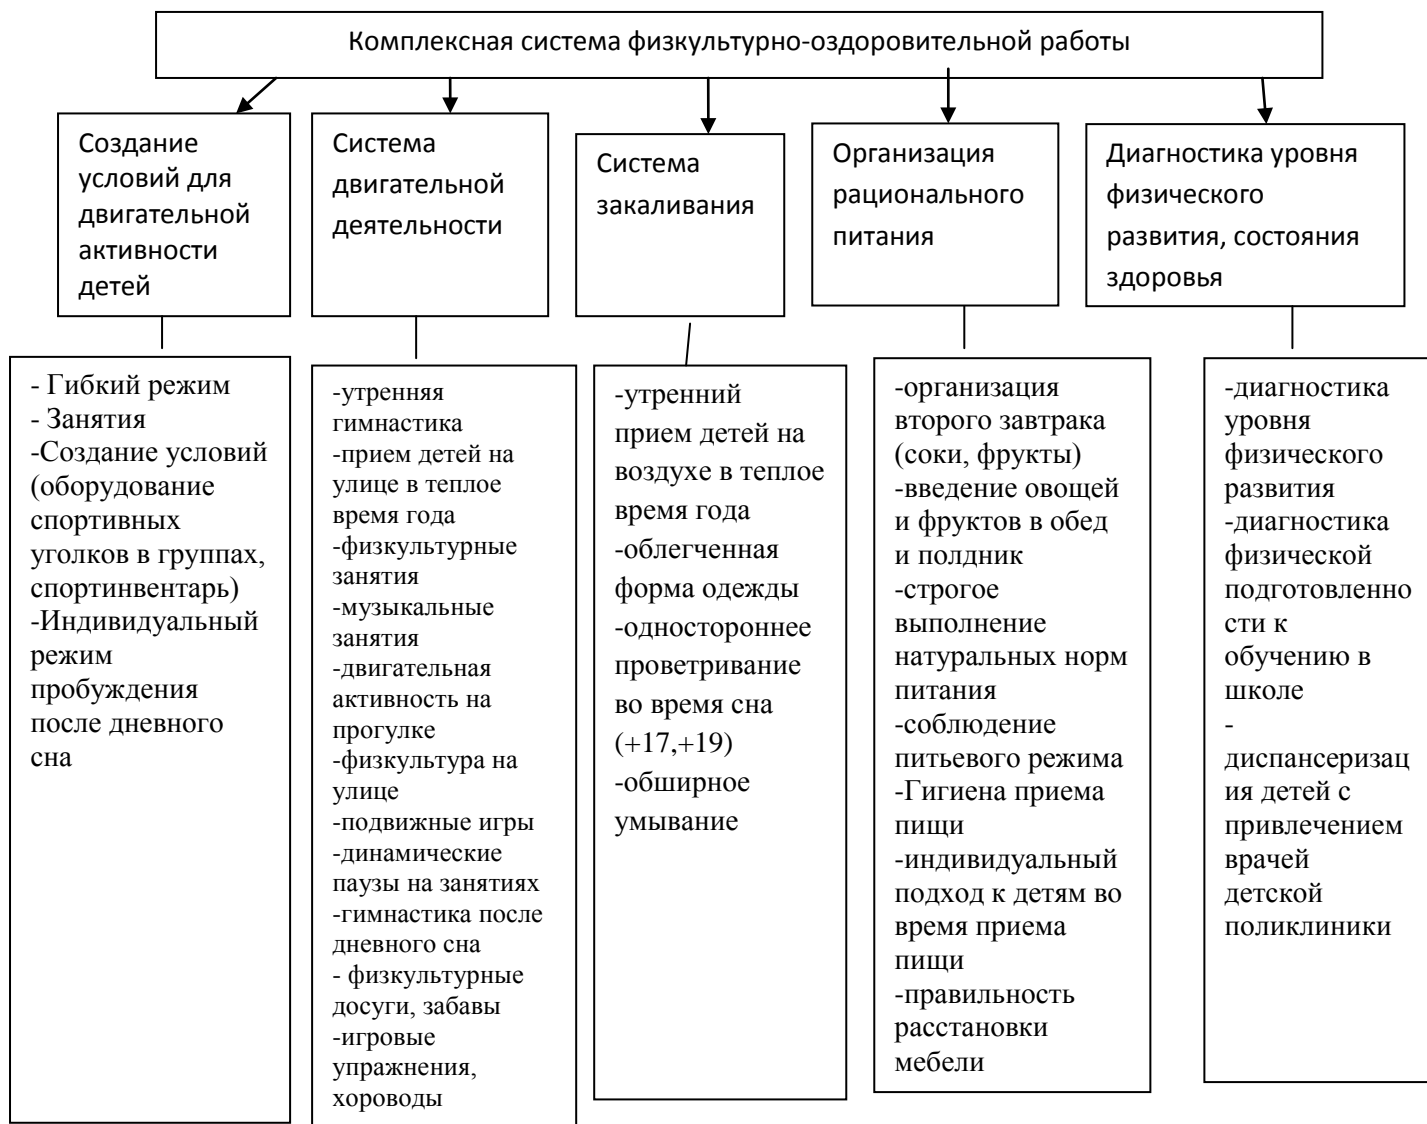 Комплексная система физкультурно-оздоровительной работы
Создание
условий для
двигательной
активности
детей
Система
двигательной
деятельности
Система
закаливания
Организация
рационального
питания
Диагностика уровня
физического
развития, состояния
здоровья
- Гибкий режим
- Занятия
-Создание условий
(оборудование
спортивных
уголков в группах,
спортинвентарь)
-Индивидуальный
режим
пробуждения
после дневного
сна
-утренняя
гимнастика
-прием детей на
улице в теплое
время года
-физкультурные
занятия
-музыкальные
занятия
-двигательная
активность на
прогулке
-физкультура на
улице
-подвижные игры
-динамические
паузы на занятиях
-гимнастика после
дневного сна
- физкультурные
досуги, забавы
-игровые
упражнения,
хороводы
-утренний
прием детей на
воздухе в теплое
время года
-облегченная
форма одежды
-одностороннее
проветривание
во время сна
(+17,+19)
-обширное
умывание
-организация
второго завтрака
(соки, фрукты)
-введение овощей
и фруктов в обед
и полдник
-строгое
выполнение
натуральных норм
питания
-соблюдение
питьевого режима
-Гигиена приема
пищи
-индивидуальный
подход к детям во
время приема
пищи
-правильность
расстановки
мебели
-диагностика
уровня
физического
развития
-диагностика
физической
подготовленно
сти к
обучению в
школе
-
диспансеризац
ия детей с
привлечением
врачей
детской
поликлиники